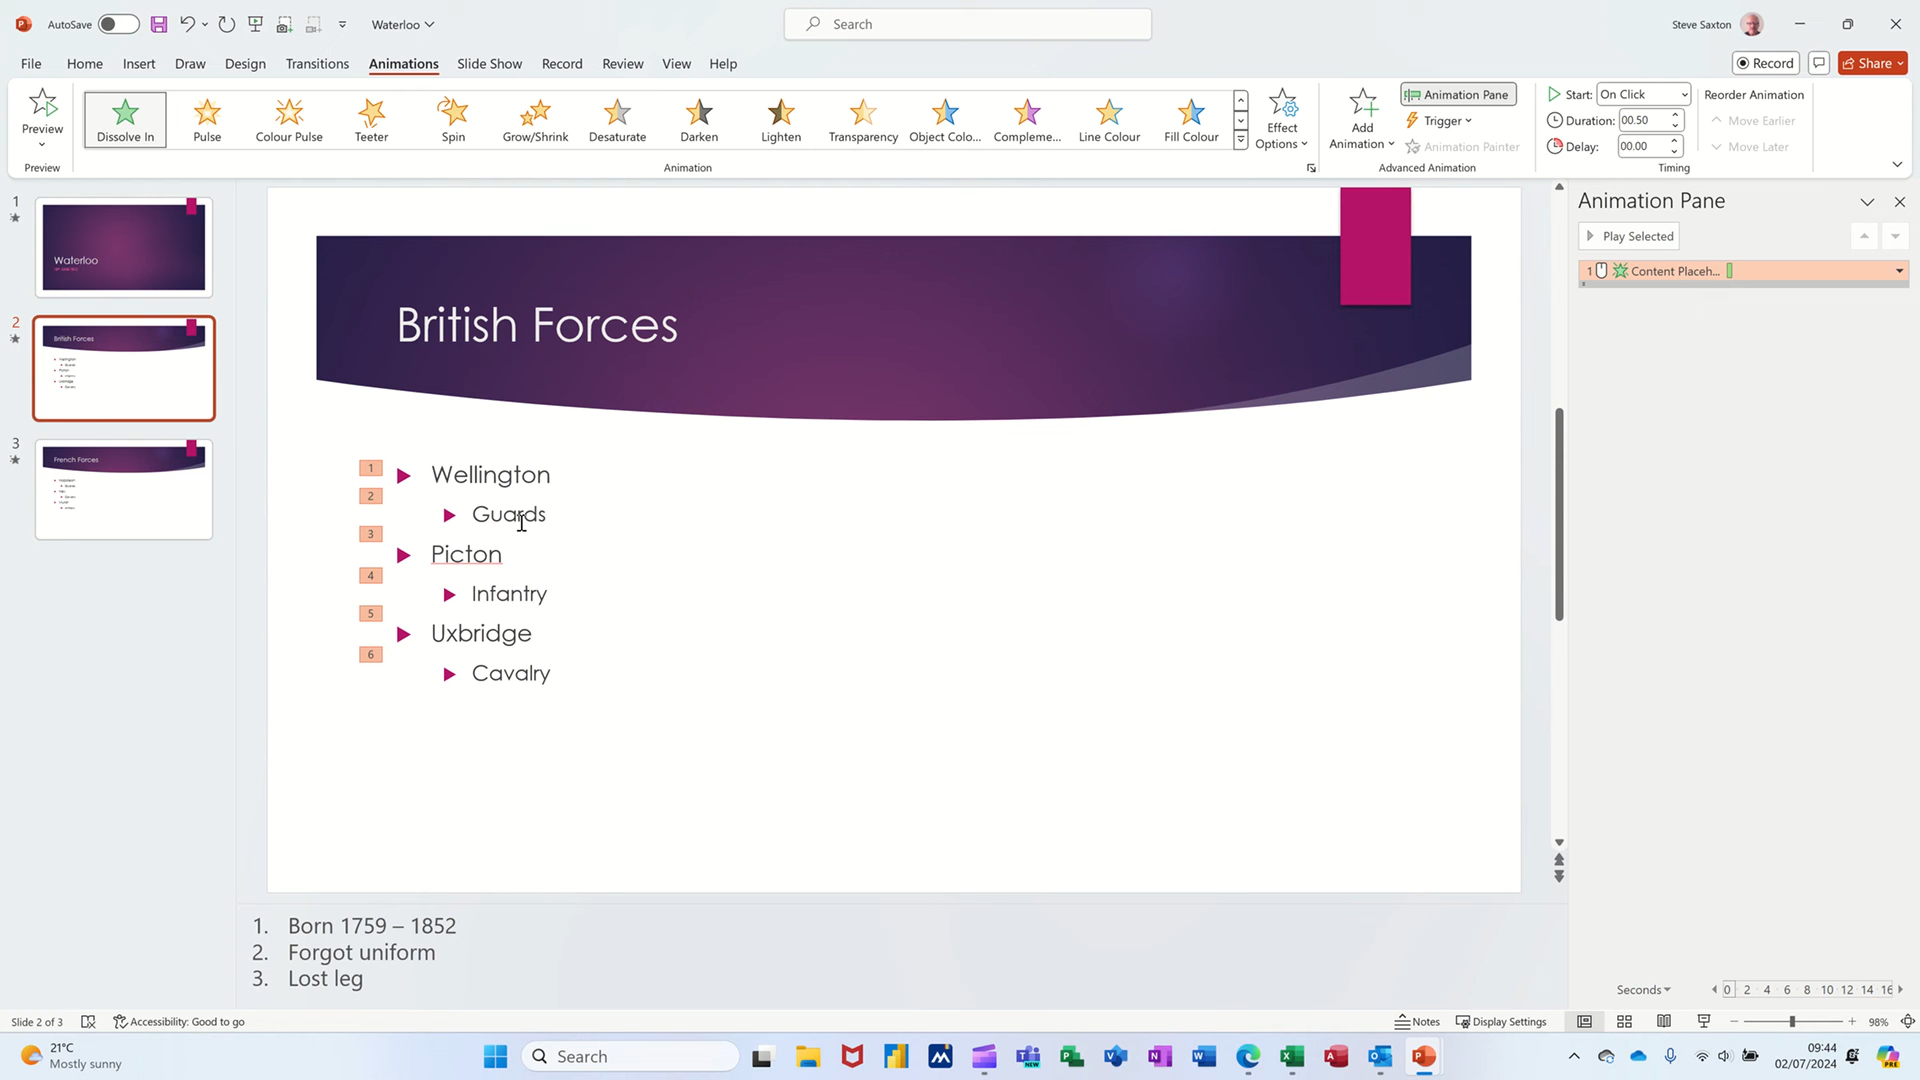 AutoSave
Waterloo
Search
Steve Saxton
File
Home
Insert
Draw
Design
Transitions
Animations
Slide Show
Record
Review
View
Help
Record
Share
Preview
Preview
Dissolve In
Pulse
Colour Pulse
Teeter
Spin
Grow/Shrink
Desaturate
Darken
Lighten
Transparency
Object Colo...
Compleme...
Line Colour
Fill Colour
Animation
Effect
Options
Add
Animation
Animation Pane
Trigger
Animation Painter
Advanced Animation
Start: On Click
Duration: 00.50
Delay: 00.00
Timing
Reorder Animation
Move Earlier
Move Later
1
Waterloo
2
British Forces
3
French Forces
British Forces
1 Wellington
2 Guards
3 Picton
4 Infantry
5 Uxbridge
6 Cavalry
1. Born 1759 – 1852
2. Forgot uniform
3. Lost leg
Animation Pane
Play Selected
1 Content Placeh...
Seconds
0 2 4 6 8 10 12 14 16
Slide 2 of 3
Accessibility: Good to go
Notes
Display Settings
98%
21°C
Mostly sunny
Search
NEW
09:44
02/07/2024
PRE